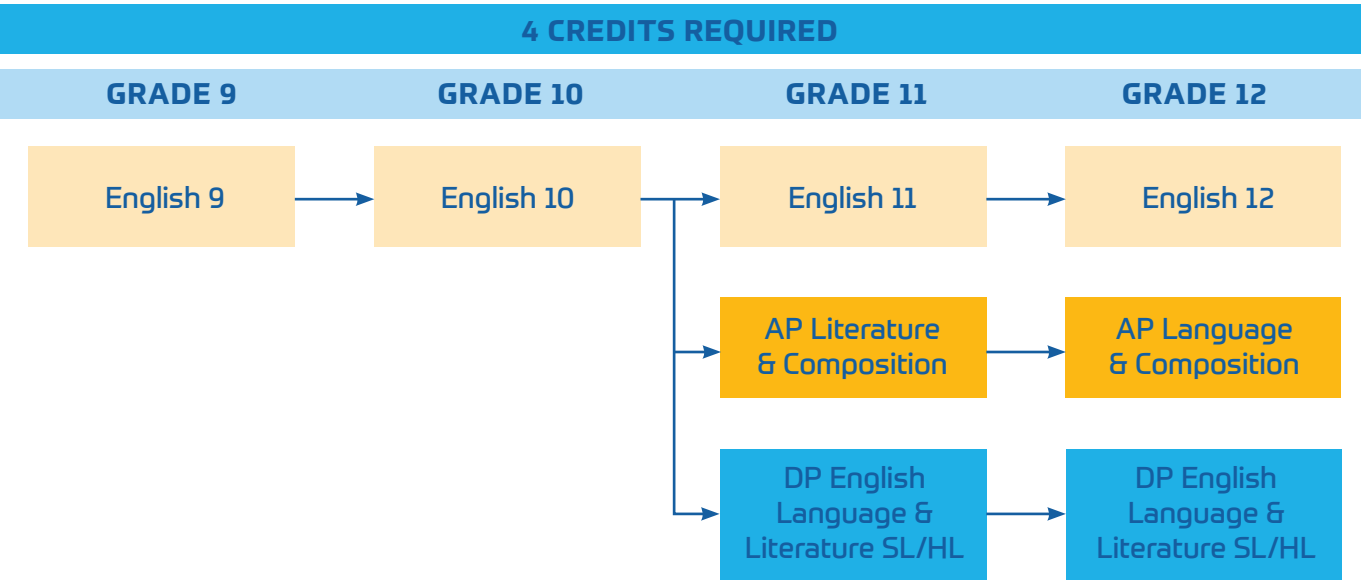 4 CREDITS REQUIRED
GRADE 9
GRADE 10
GRADE 11
GRADE 12
English 9
English 10
English 11
English 12
AP Literature
& Composition
AP Language
& Composition
DP English
Language &
Literature SL/HL
DP English
Language &
Literature SL/HL